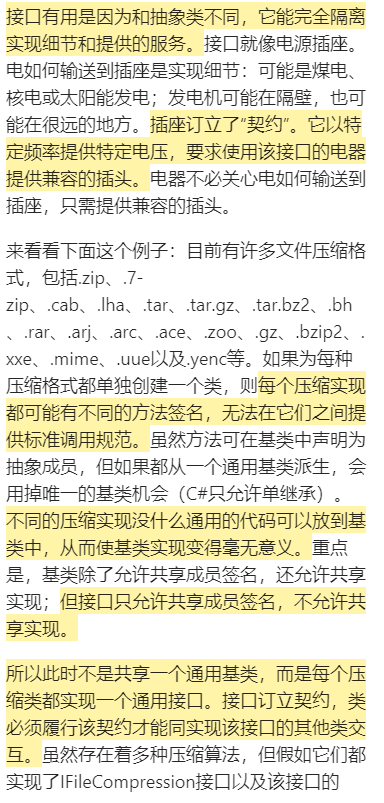 接口有用是因为和抽象类不同，它能完全隔离
实现细节和提供的服务。接口就像电源插座。
电如何输送到插座是实现细节：可能是煤电、
核电或太阳能发电；发电机可能在隔壁，也可
能在很远的地方。插座订立了“契约”。它以特
定频率提供特定电压，要求使用该接口的电器
提供兼容的插头。电器不必关心电如何输送到
插座，只需提供兼容的插头。
来看看下面这个例子：目前有许多文件压缩格
式，包括.zip、.7-
zip、.cab、.lha、.tar、.tar.gz、.tar.bz2、.bh
、.rar、.arj、.arc、.ace、.zoo、.gz、.bzip2、.
xxe、.mime、.uue以及.yenc等。如果为每种
压缩格式都单独创建一个类，则每个压缩实现
都可能有不同的方法签名，无法在它们之间提
供标准调用规范。虽然方法可在基类中声明为
抽象成员，但如果都从一个通用基类派生，会
用掉唯一的基类机会（C#只允许单继承）。
不同的压缩实现没什么通用的代码可以放到基
类中，从而使基类实现变得毫无意义。重点
是，基类除了允许共享成员签名，还允许共享
实现；但接口只允许共享成员签名，不允许共
享实现。
所以此时不是共享一个通用基类，而是每个压
缩类都实现一个通用接口。接口订立契约，类
必须履行该契约才能同实现该接口的其他类交
互。虽然存在着多种压缩算法，但假如它们都
实现了IFileCompression接口以及该接口的